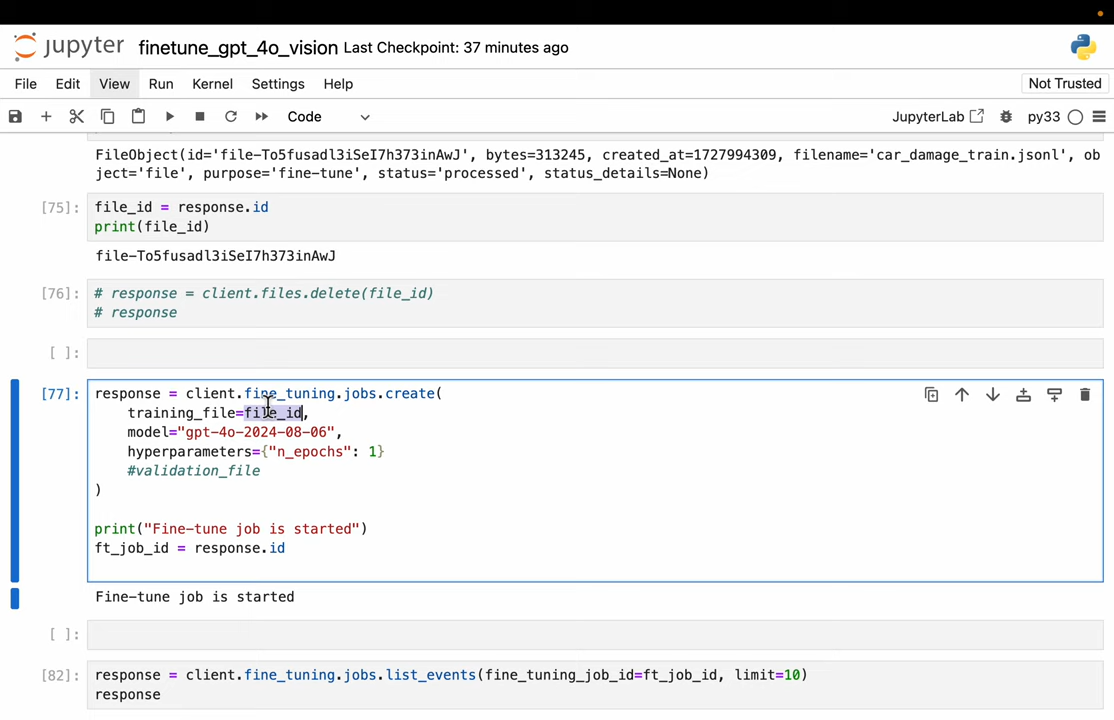 jupyter finetune_gpt_4o_vision Last Checkpoint: 37 minutes ago
File Edit View Run Kernel Settings Help Not Trusted
Code JupyterLab py33
FileObject(id='file-To5fusadl3iSeI7h373inAwJ', bytes=313245, created_at=1727994309, filename='car_damage_train.jsonl', ob
ject='file', purpose='fine-tune', status='processed', status_details=None)
[75]: file_id = response.id
print(file_id)
file-To5fusadl3iSeI7h373inAwJ
[76]: # response = client.files.delete(file_id)
# response
[ ]:
[77]: response = client.fine_tuning.jobs.create(
training_file=file_id,
model="gpt-4o-2024-08-06",
hyperparameters={"n_epochs": 1}
#validation_file
)
print("Fine-tune job is started")
ft_job_id = response.id
Fine-tune job is started
[ ]:
[82]: response = client.fine_tuning.jobs.list_events(fine_tuning_job_id=ft_job_id, limit=10)
response